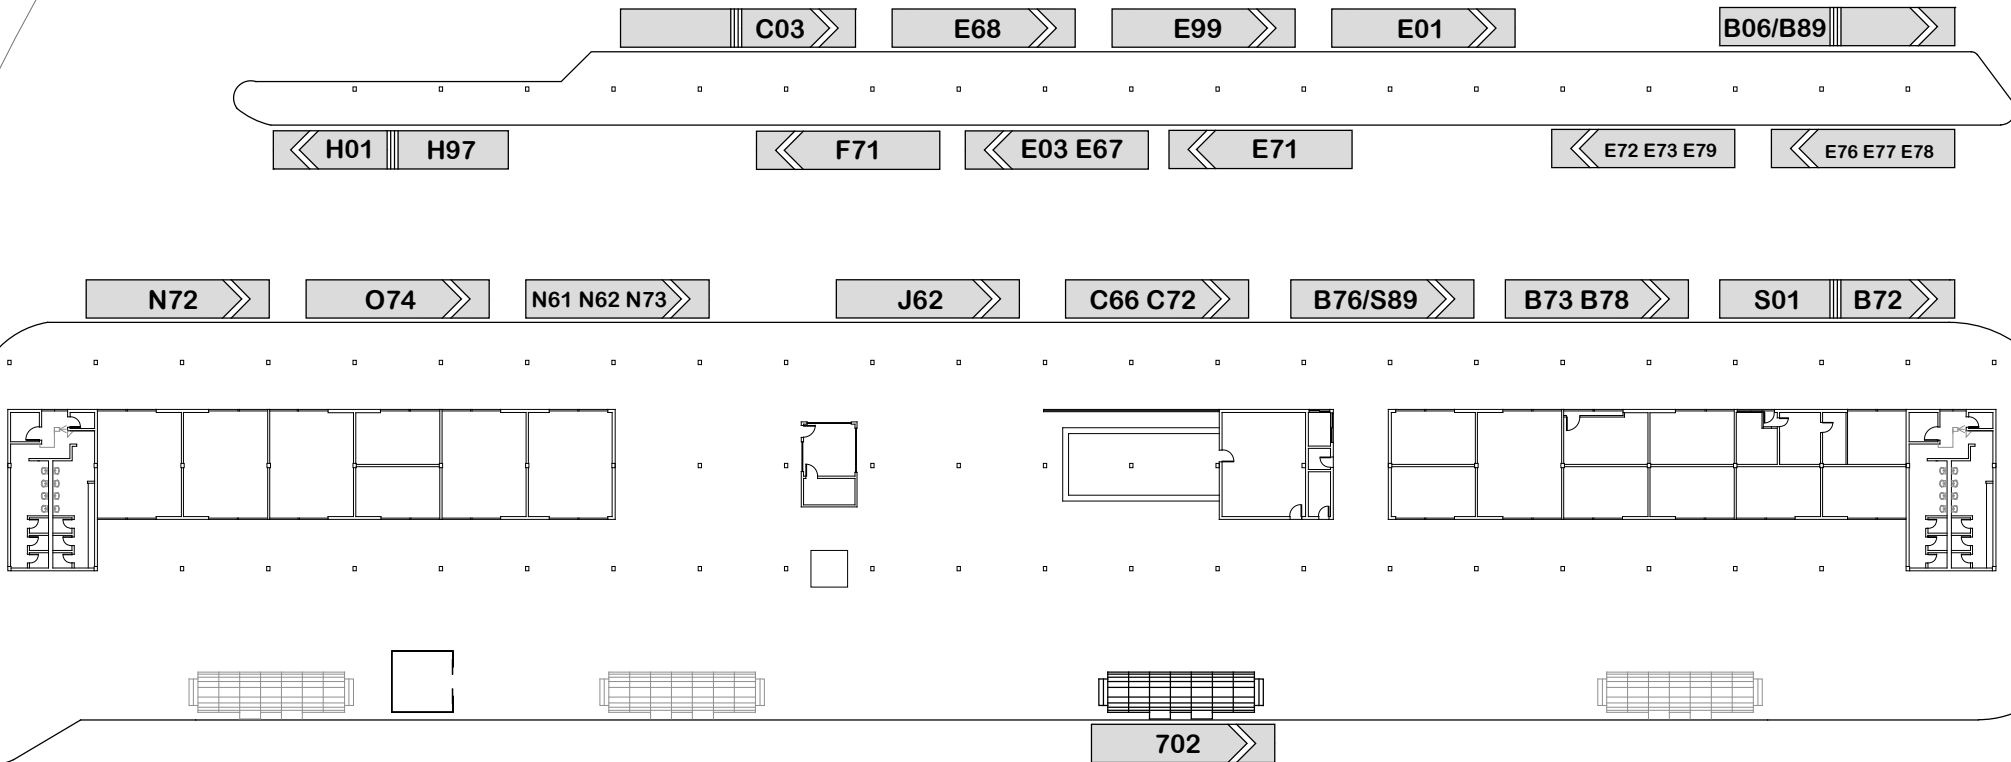 C03 E68 E99 E01 B06/B89
H01 H97 F71 E03 E67 E71 E72 E73 E79 E76 E77 E78
N72 O74 N61 N62 N73 J62 C66 C72 B76/S89 B73 B78 S01 B72
702